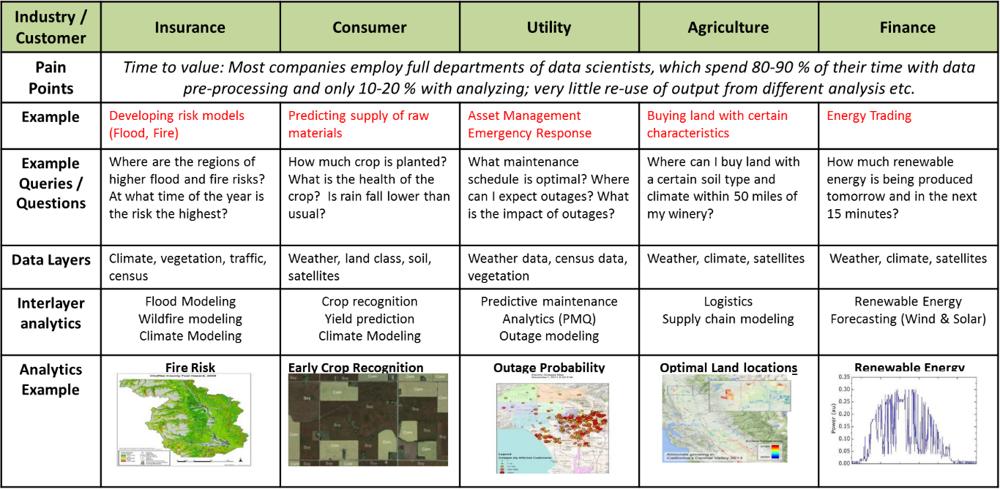 Industry /
Customer
Insurance
Consumer
Utility
Agriculture
Finance
Pain
Points
Time to value: Most companies employ full departments of data scientists, which spend 80-90 % of their time with data
pre-processing and only 10-20 % with analyzing; very little re-use of output from different analysis etc.
Example
Developing risk models
(Flood, Fire)
Predicting supply of raw
materials
Asset Management
Emergency Response
Buying land with certain
characteristics
Energy Trading
Example
Queries /
Questions
Where are the regions of
higher flood and fire risks?
At what time of the year is
the risk the highest?
How much crop is planted?
What is the health of the
crop?  Is rain fall lower than
usual?
What maintenance
schedule is optimal? Where
can I expect outages? What
is the impact of outages?
Where can I buy land with
a certain soil type and
climate within 50 miles of
my winery?
How much renewable
energy is being produced
tomorrow and in the next
15 minutes?
Data Layers
Climate, vegetation, traffic,
census
Weather, land class, soil,
satellites
Weather data, census data,
vegetation
Weather, climate, satellites
Weather, climate, satellites
Interlayer
analytics
Flood Modeling
Wildfire modeling
Climate Modeling
Crop recognition
Yield prediction
Climate Modeling
Predictive maintenance
Analytics (PMQ)
Outage modeling
Logistics
Supply chain modeling
Renewable Energy
Forecasting (Wind & Solar)
Analytics
Example
Fire Risk
Chaffee County Fuel Hazard, 2008
Early Crop Recognition
Soy
Corn
Corn
Corn
Soy
Soy
Soy
Corn
Soy
Corn
Soy
Corn
Soy
Corn
Outage Probability
Legend
Optimal Land locations
Almonds growing in
California's Central Valley 2013
Renewable Energy
Power (au)
0.35
0.30
0.25
0.20
0.15
0.10
0.05
0.00